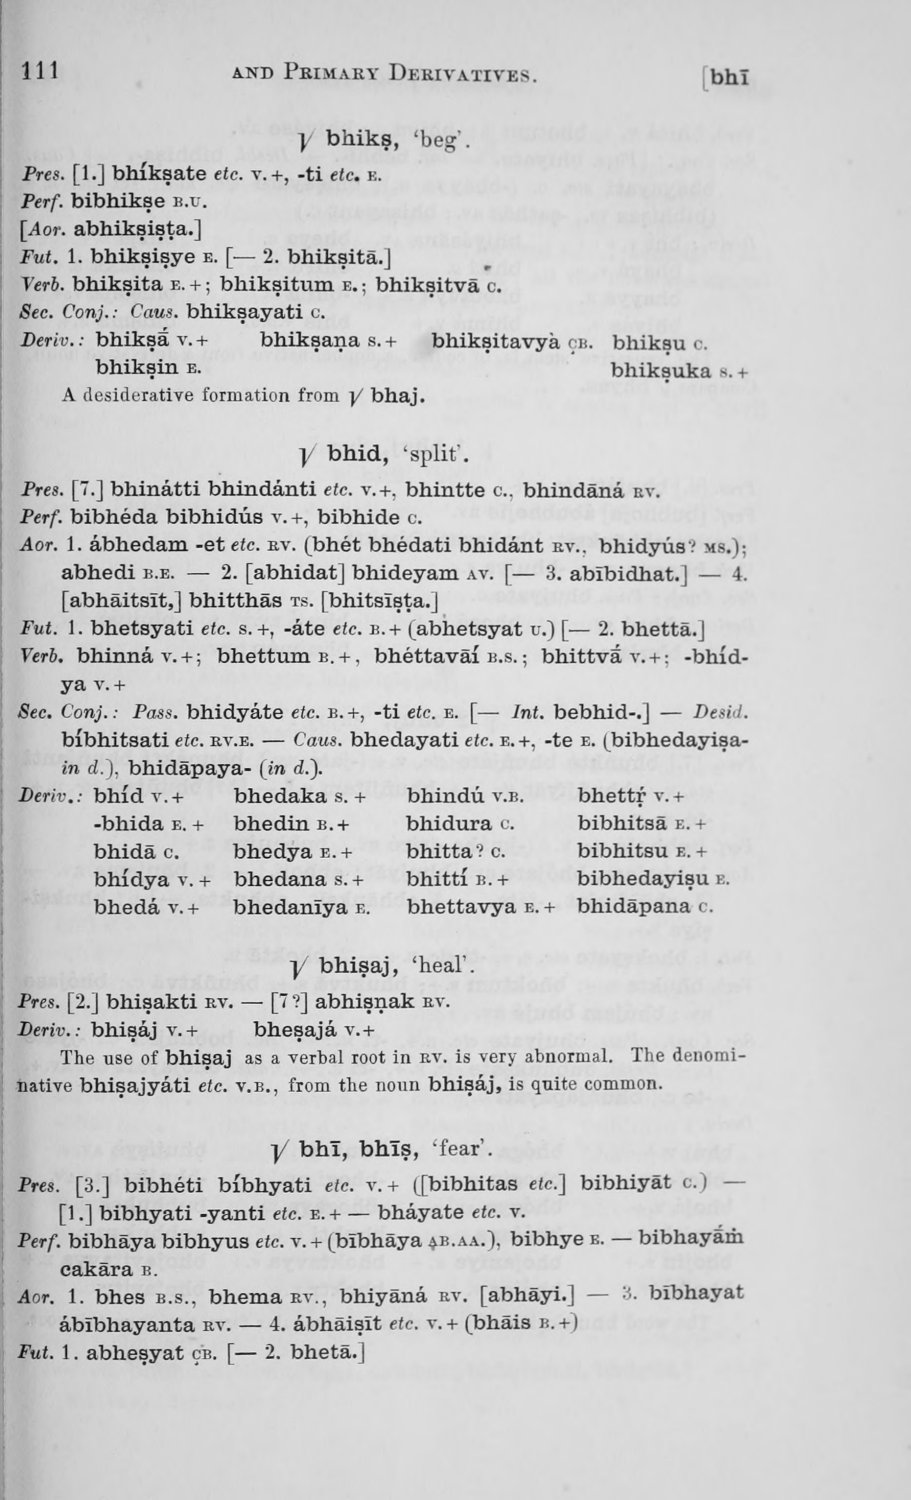 111 AND PRIMARY DERIVATIVES. [bhī
√ bhikṣ, ‘beg’.
Pres. [1.] bhíkṣate etc. V.+, -ti etc. E.
Perf. bibhikṣe B.U.
[Aor. abhikṣiṣṭa.]
Fut. 1. bhikṣiṣye E. [— 2. bhikṣitā.]
Verb. bhikṣita E.+; bhikṣitum E.; bhikṣitvā C.
Sec. Conj.: Caus. bhikṣayati C.
Deriv.: bhikṣā́ V.+ bhikṣaṇa S.+ bhikṣitavyà ÇB. bhikṣu C.
bhikṣin E. bhikṣuka S.+
A desiderative formation from √ bhaj.
√ bhid, ‘split’.
Pres. [7.] bhinátti bhindánti etc. V.+, bhintte C., bhindāná RV.
Perf. bibhéda bibhidús V.+, bibhide C.
Aor. 1. ábhedam -et etc. RV. (bhét bhédati bhidánt RV., bhidyús? MS.);
abhedi B.E. — 2. [abhidat] bhideyam AV. [— 3. abībidhat.] — 4.
[abhāitsīt,] bhitthās TS. [bhitsīṣṭa.]
Fut. 1. bhetsyati etc. S.+, -áte etc. B.+ (abhetsyat U.) [— 2. bhettā.]
Verb. bhinná V.+; bhettum B.+, bhéttavāí B.S.; bhittvā́ V.+; -bhíd-
ya V.+
Sec. Conj.: Pass. bhidyáte etc. B.+, -ti etc. E. [— Int. bebhid-.] — Desid.
bíbhitsati etc. RV.E. — Caus. bhedayati etc. E.+, -te E. (bibhedayiṣa-
in d.), bhidāpaya- (in d.).
Deriv.: bhíd V.+ bhedaka S.+ bhindú V.B. bhettṛ́ V.+
-bhida E.+ bhedin B.+ bhidura C. bibhitsā E.+
bhidā C. bhedya E.+ bhitta? C. bibhitsu E.+
bhídya V.+ bhedana S.+ bhittí B.+ bibhedayiṣu E.
bhedá V.+ bhedanīya E. bhettavya E.+ bhidāpana C.
√ bhiṣaj, ‘heal’.
Pres. [2.] bhiṣakti RV. — [7?] abhiṣṇak RV.
Deriv.: bhiṣáj V.+ bheṣajá V.+
The use of bhiṣaj as a verbal root in RV. is very abnormal. The denomi-
native bhiṣajyáti etc. V.B., from the noun bhiṣáj, is quite common.
√ bhī, bhīṣ, ‘fear’.
Pres. [3.] bibhéti bíbhyati etc. V.+ ([bibhitas etc.] bibhiyāt C.) —
[1.] bibhyati -yanti etc. E.+ — bháyate etc. V.
Perf. bibhāya bibhyus etc. V.+ (bībhāya ÇB.AA.), bibhye E. — bibhayā́ṁ
cakāra B.
Aor. 1. bhes B.S., bhema RV., bhiyāná RV. [abhāyi.] — 3. bībhayat
ábībhayanta RV. — 4. ábhāiṣīt etc. V.+ (bhāis B.+)
Fut. 1. abheṣyat ÇB. [— 2. bhetā.]